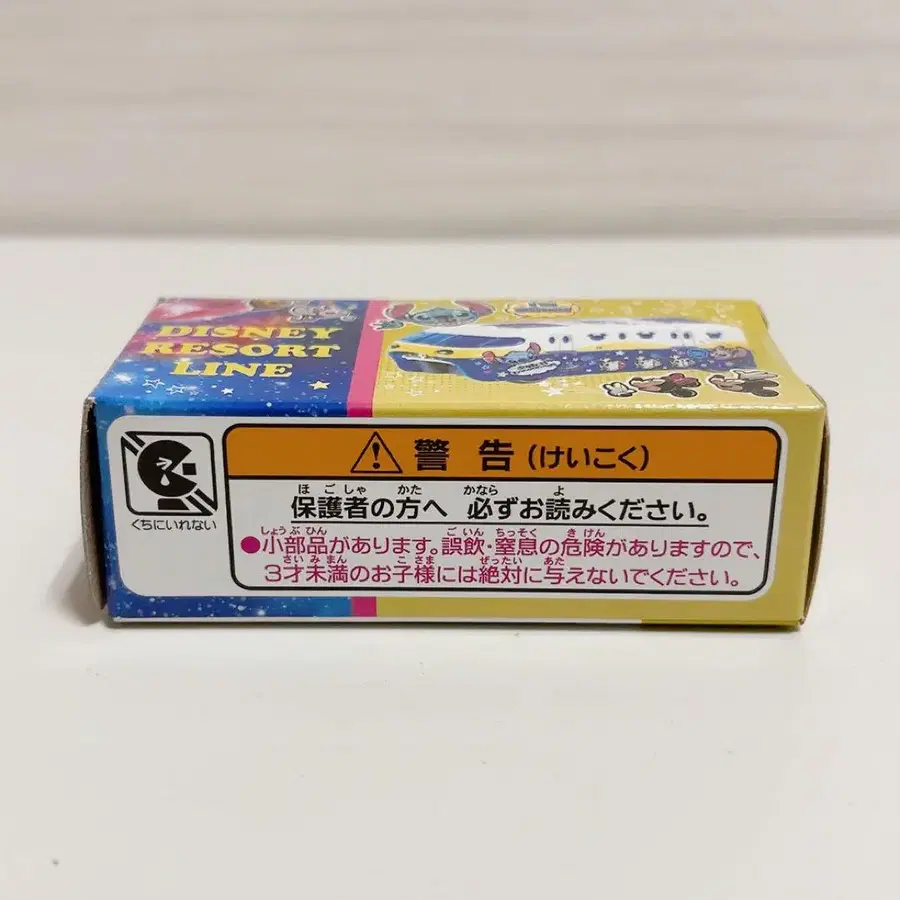 DISNEY
RESORT
LINE
警告(けいこく)
保護者の方へ 必ずお読みください。
ほごしゃ かた かなら よ
●小部品があります。誤飲・窒息の危険がありますので、
しょうぶひん ごいん ちっそく きけん
3才未満のお子様には絶対に与えないでください。
さいみまん こさま ぜったい あた
くちにいれない